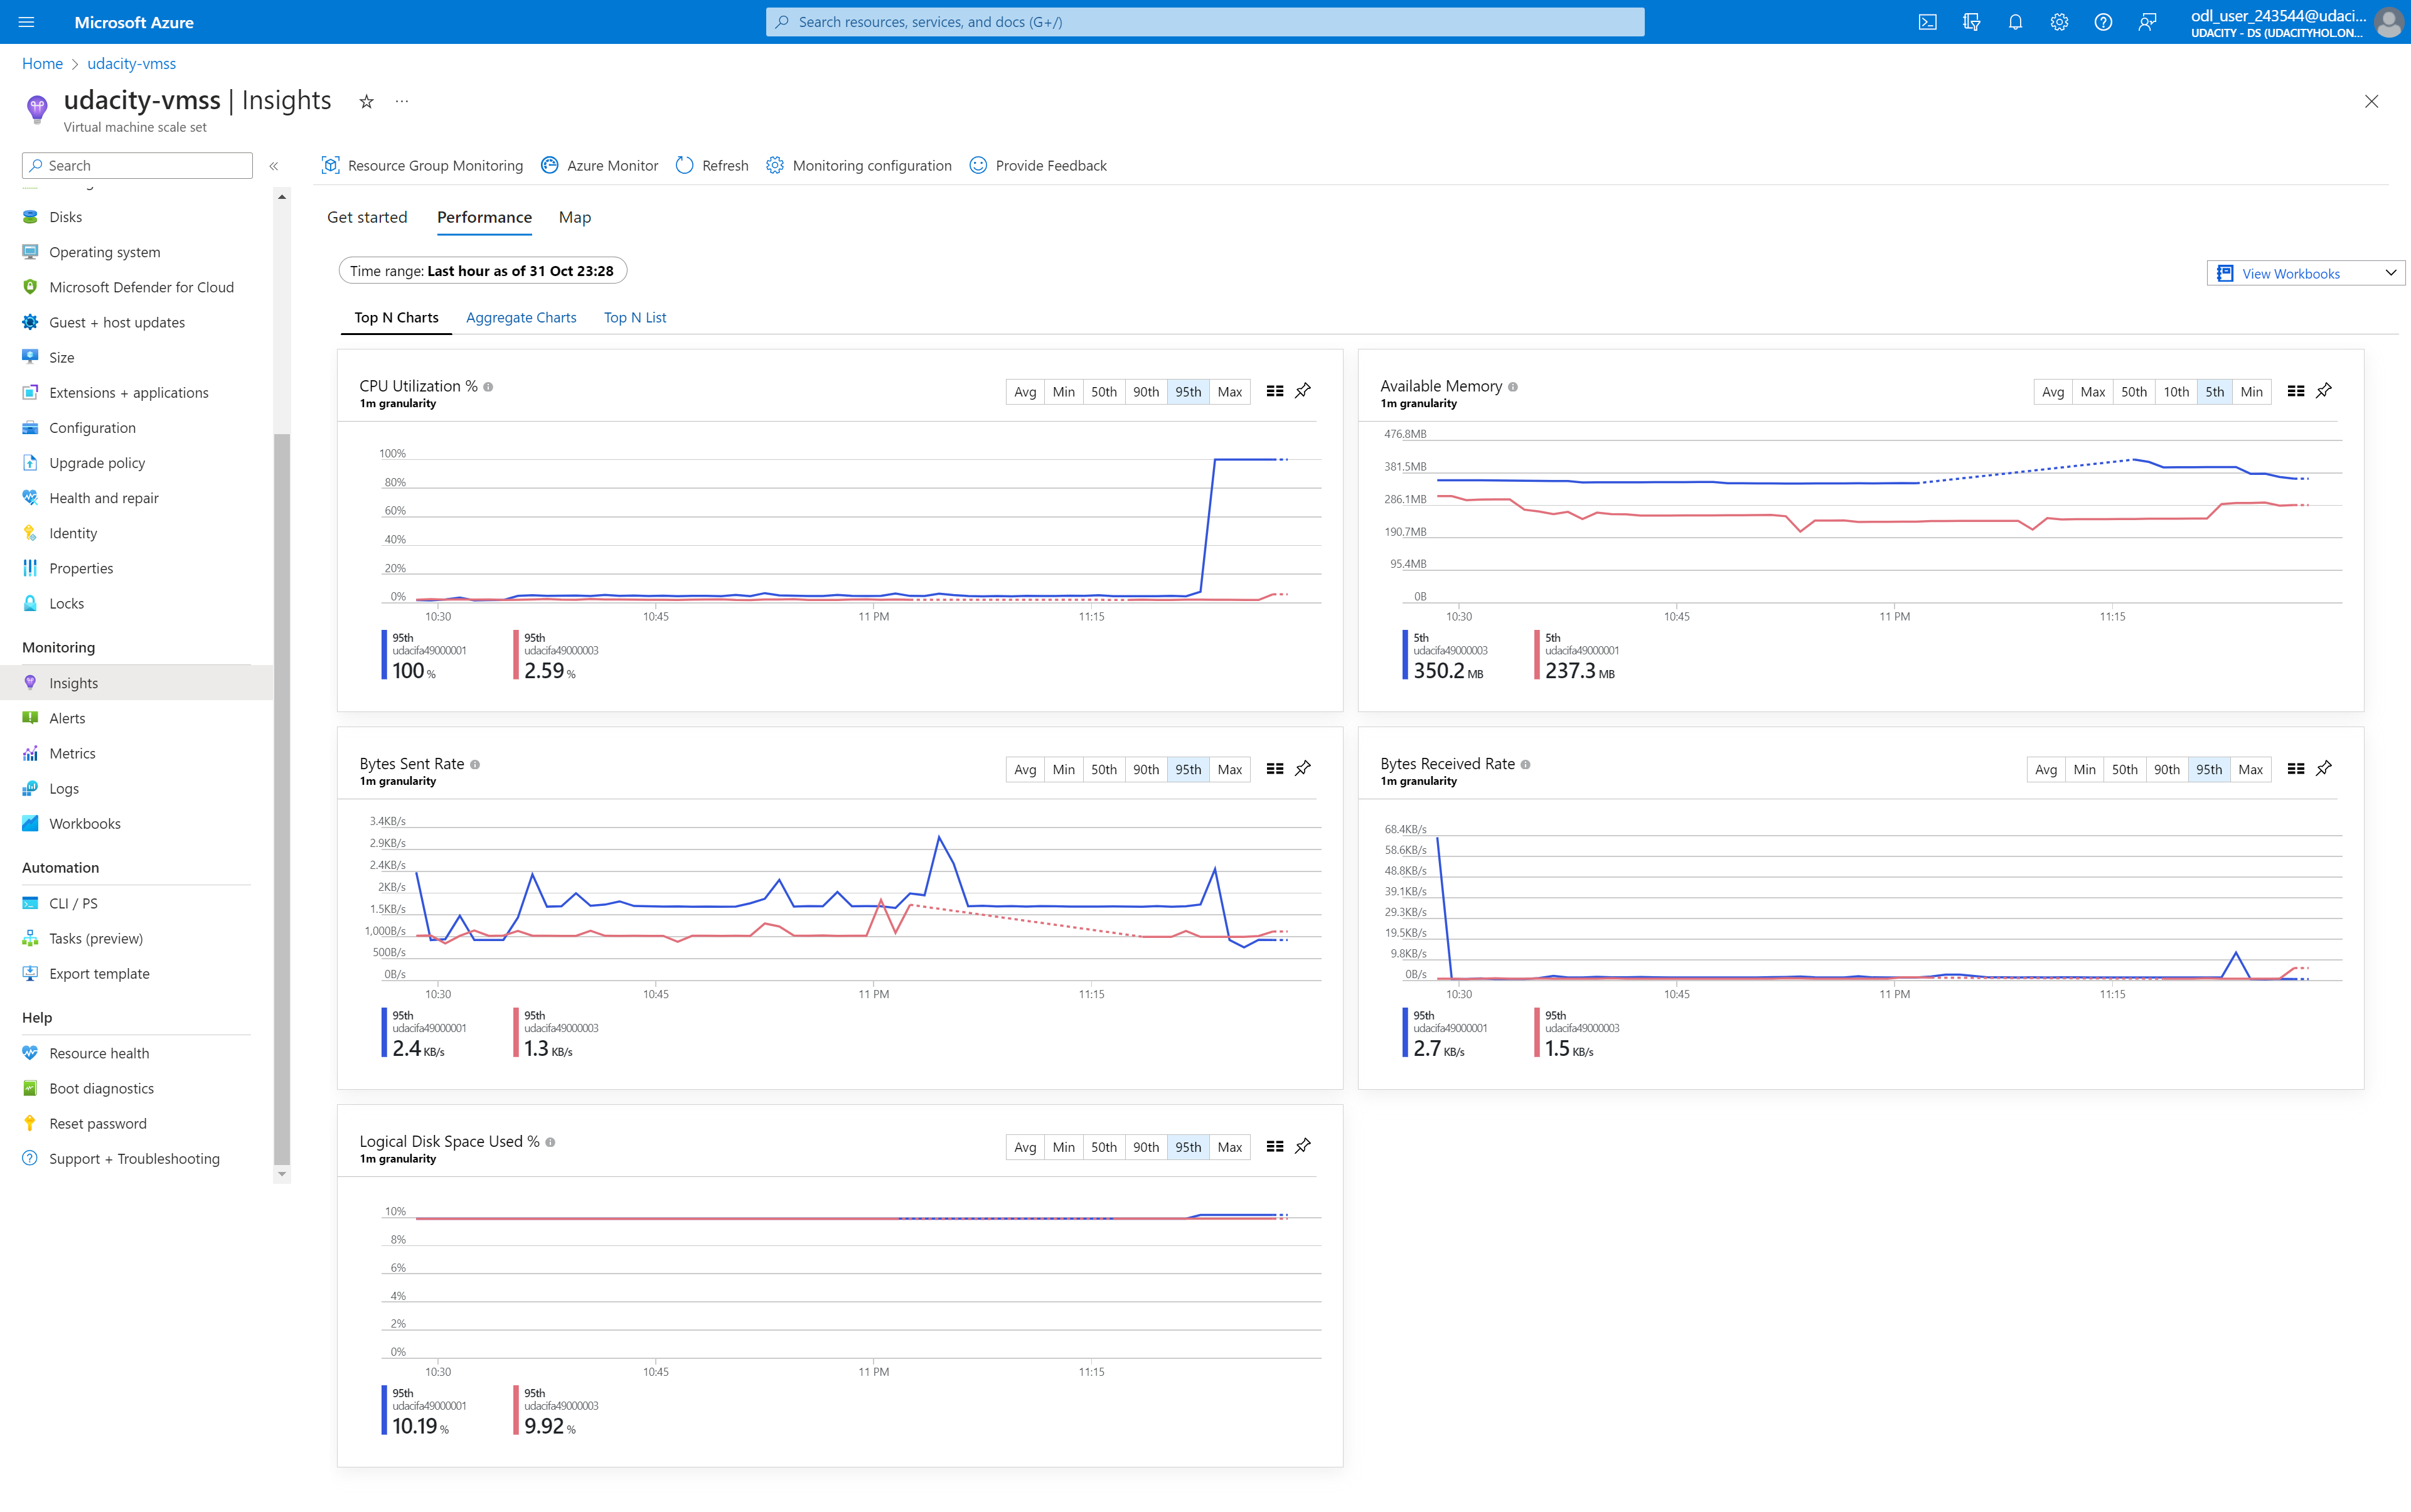 Microsoft Azure
Search resources, services, and docs (G+/)
odl_user_243544@udaci...
UDACITY - DS (UDACITYHOL.ON...
Home > udacity-vmss
udacity-vmss | Insights
Virtual machine scale set
Search
Disks
Operating system
Microsoft Defender for Cloud
Guest + host updates
Size
Extensions + applications
Configuration
Upgrade policy
Health and repair
Identity
Properties
Locks
Monitoring
Insights
Alerts
Metrics
Logs
Workbooks
Automation
CLI / PS
Tasks (preview)
Export template
Help
Resource health
Boot diagnostics
Reset password
Support + Troubleshooting
Resource Group Monitoring Azure Monitor Refresh Monitoring configuration Provide Feedback
Get started Performance Map
Time range: Last hour as of 31 Oct 23:28
View Workbooks
Top N Charts Aggregate Charts Top N List
CPU Utilization %
1m granularity
Avg Min 50th 90th 95th Max
100%
80%
60%
40%
20%
0%
10:30 10:45 11 PM 11:15
95th
udacifa49000001
100 %
95th
udacifa49000003
2.59 %
Available Memory
1m granularity
Avg Max 50th 10th 5th Min
476.8MB
381.5MB
286.1MB
190.7MB
95.4MB
0B
10:30 10:45 11 PM 11:15
5th
udacifa49000003
350.2 MB
5th
udacifa49000001
237.3 MB
Bytes Sent Rate
1m granularity
Avg Min 50th 90th 95th Max
3.4KB/s
2.9KB/s
2.4KB/s
2KB/s
1.5KB/s
1,000B/s
500B/s
0B/s
10:30 10:45 11 PM 11:15
95th
udacifa49000001
2.4 KB/s
95th
udacifa49000003
1.3 KB/s
Bytes Received Rate
1m granularity
Avg Min 50th 90th 95th Max
68.4KB/s
58.6KB/s
48.8KB/s
39.1KB/s
29.3KB/s
19.5KB/s
9.8KB/s
0B/s
10:30 10:45 11 PM 11:15
95th
udacifa49000001
2.7 KB/s
95th
udacifa49000003
1.5 KB/s
Logical Disk Space Used %
1m granularity
Avg Min 50th 90th 95th Max
10%
8%
6%
4%
2%
0%
10:30 10:45 11 PM 11:15
95th
udacifa49000001
10.19 %
95th
udacifa49000003
9.92 %